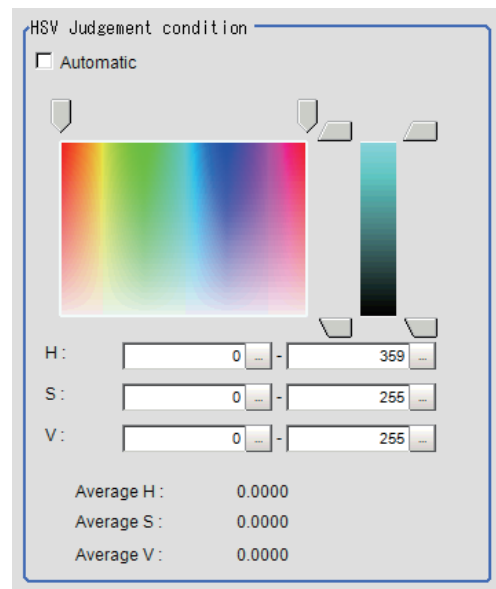 HSV Judgement condition
Automatic
H : 0 ... - 359 ...
S : 0 ... - 255 ...
V : 0 ... - 255 ...
Average H : 0.0000
Average S : 0.0000
Average V : 0.0000